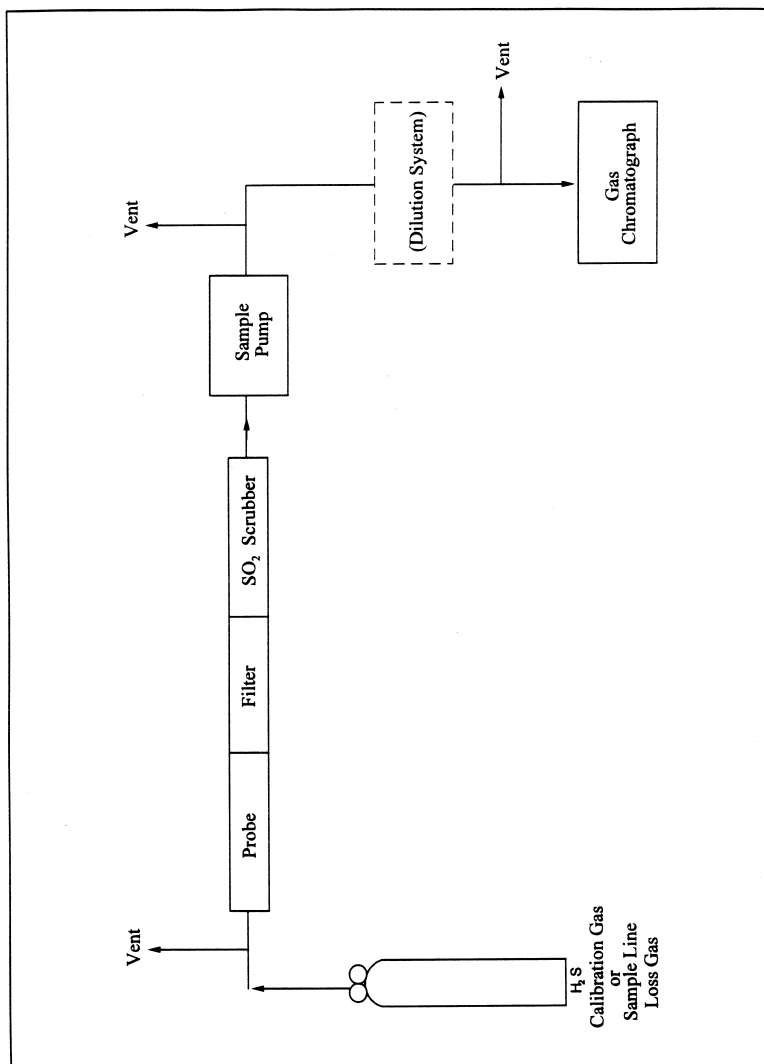 Vent
Probe
Filter
SO₂ Scrubber
Sample
Pump
Vent
(Dilution System)
Vent
Gas
Chromatograph
H₂S
Calibration Gas
or
Sample Line
Loss Gas